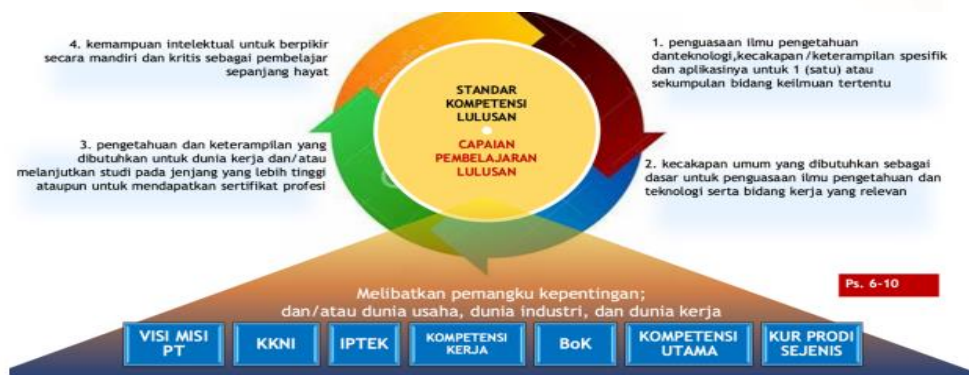 4. kemampuan intelektual untuk berpikir
secara mandiri dan kritis sebagai pembelajar
sepanjang hayat
1. penguasaan ilmu pengetahuan
danteknologi,kecakapan/keterampilan spesifik
dan aplikasinya untuk 1 (satu) atau
sekumpulan bidang keilmuan tertentu
STANDAR
KOMPETENSI
LULUSAN
CAPAIAN
PEMBELAJARAN
LULUSAN
3. pengetahuan dan keterampilan yang
dibutuhkan untuk dunia kerja dan/atau
melanjutkan studi pada jenjang yang lebih tinggi
ataupun untuk mendapatkan sertifikat profesi
2. kecakapan umum yang dibutuhkan sebagai
dasar untuk penguasaan ilmu pengetahuan dan
teknologi serta bidang kerja yang relevan
Ps. 6-10
Melibatkan pemangku kepentingan;
dan/atau dunia usaha, dunia industri, dan dunia kerja
VISI MISI
PT
KKNI
IPTEK
KOMPETENSI
KERJA
BoK
KOMPETENSI
UTAMA
KUR PRODI
SEJENIS